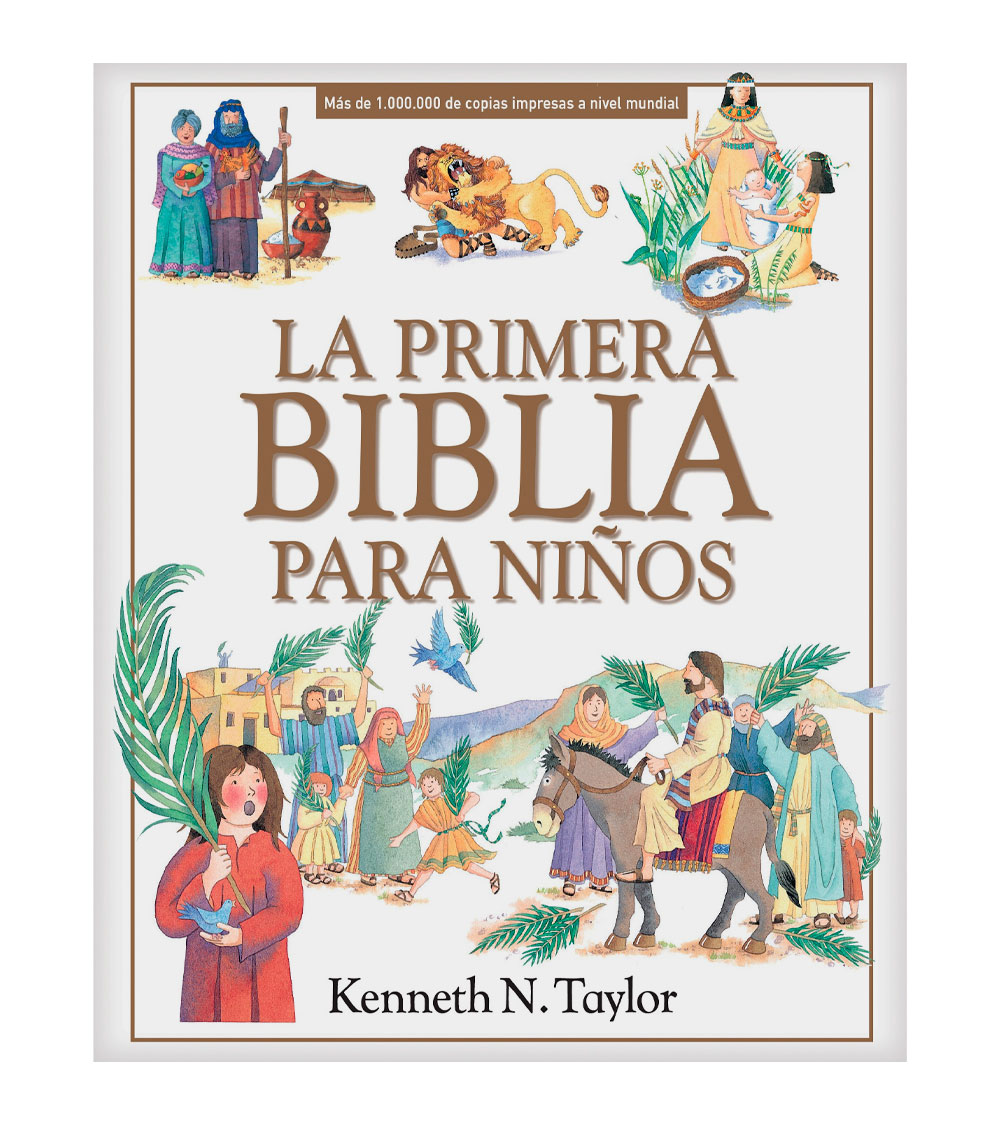 Más de 1.000.000 de copias impresas a nivel mundial
LA PRIMERA
BIBLIA
PARA NIÑOS
Kenneth N. Taylor